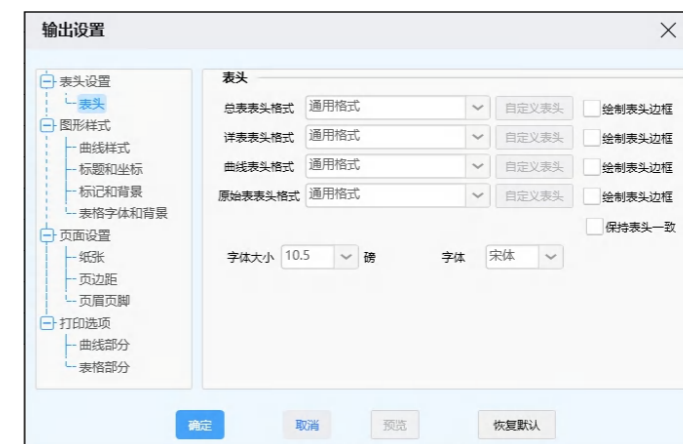 输出设置
表头设置
表头
图形样式
曲线样式
标题和坐标
标记和背景
表格字体和背景
页面设置
纸张
页边距
页眉页脚
打印选项
曲线部分
表格部分
表头
总表表头格式 通用格式 自定义表头 绘制表头边框
详表表头格式 通用格式 自定义表头 绘制表头边框
曲线表头格式 通用格式 自定义表头 绘制表头边框
原始表表头格式 通用格式 自定义表头 绘制表头边框
保持表头一致
字体大小 10.5 磅 字体 宋体
确定 取消 预览 恢复默认